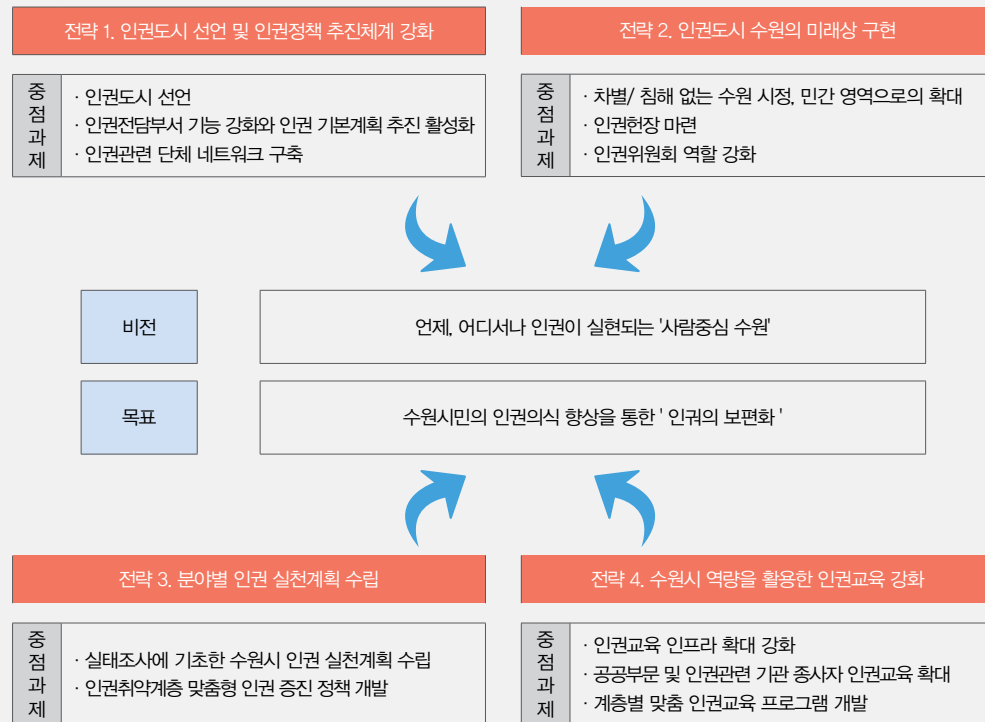 전략 1. 인권도시 선언 및 인권정책 추진체계 강화
중점과제
· 인권도시 선언
· 인권전담부서 기능 강화와 인권 기본계획 추진 활성화
· 인권관련 단체 네트워크 구축
전략 2. 인권도시 수원의 미래상 구현
중점과제
· 차별/ 침해 없는 수원 시정, 민간 영역으로의 확대
· 인권헌장 마련
· 인권위원회 역할 강화
비전
언제, 어디서나 인권이 실현되는 '사람중심 수원'
목표
수원시민의 인권의식 향상을 통한 ' 인궈의 보편화 '
전략 3. 분야별 인권 실천계획 수립
중점과제
· 실태조사에 기초한 수원시 인권 실천계획 수립
· 인권취약계층 맞춤형 인권 증진 정책 개발
전략 4. 수원시 역량을 활용한 인권교육 강화
중점과제
· 인권교육 인프라 확대 강화
· 공공부문 및 인권관련 기관 종사자 인권교육 확대
· 계층별 맞춤 인권교육 프로그램 개발